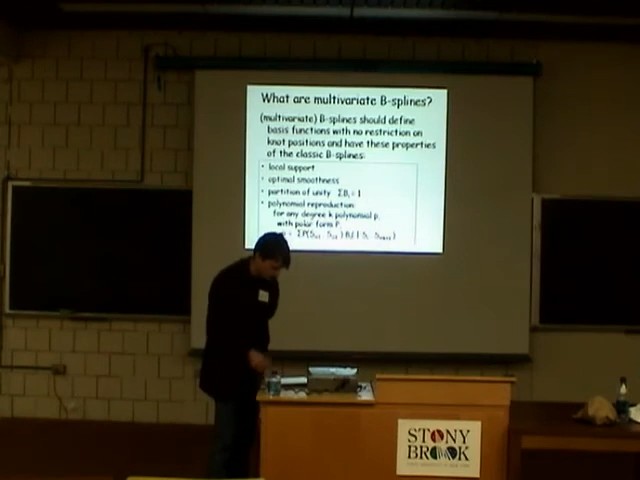 What are multivariate B-splines?
(multivariate) B-splines should define
basis functions with no restriction on
knot positions and have these properties
of the classic B-splines:
• local support
• optimal smoothness
• partition of unity ΣBᵢ = 1
• polynomial reproduction:
for any degree k polynomial p,
with polar form P,
STONY
BROOK